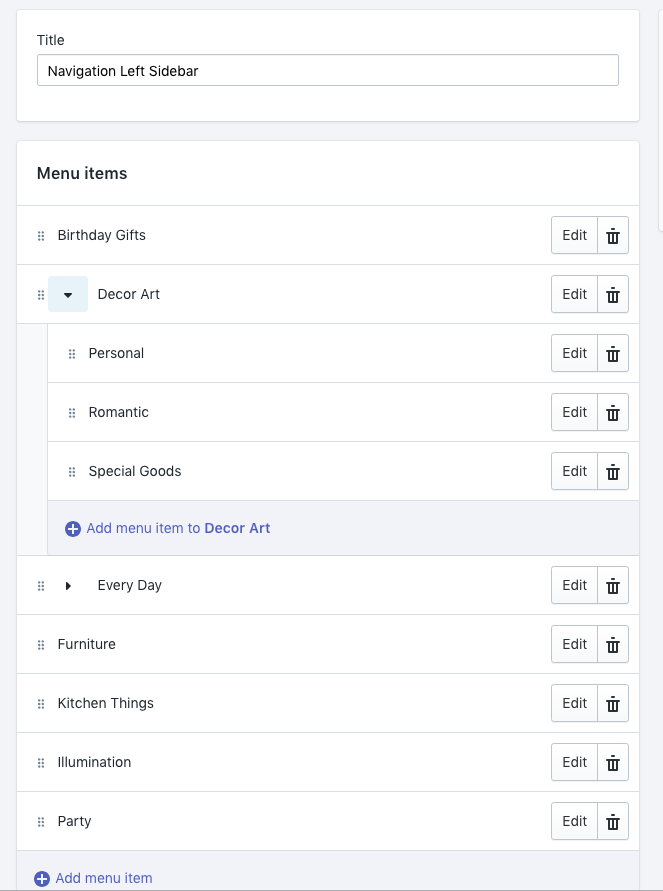 Title
Navigation Left Sidebar
Menu items
Birthday Gifts Edit
Decor Art Edit
Personal Edit
Romantic Edit
Special Goods Edit
Add menu item to Decor Art
Every Day Edit
Furniture Edit
Kitchen Things Edit
Illumination Edit
Party Edit
Add menu item